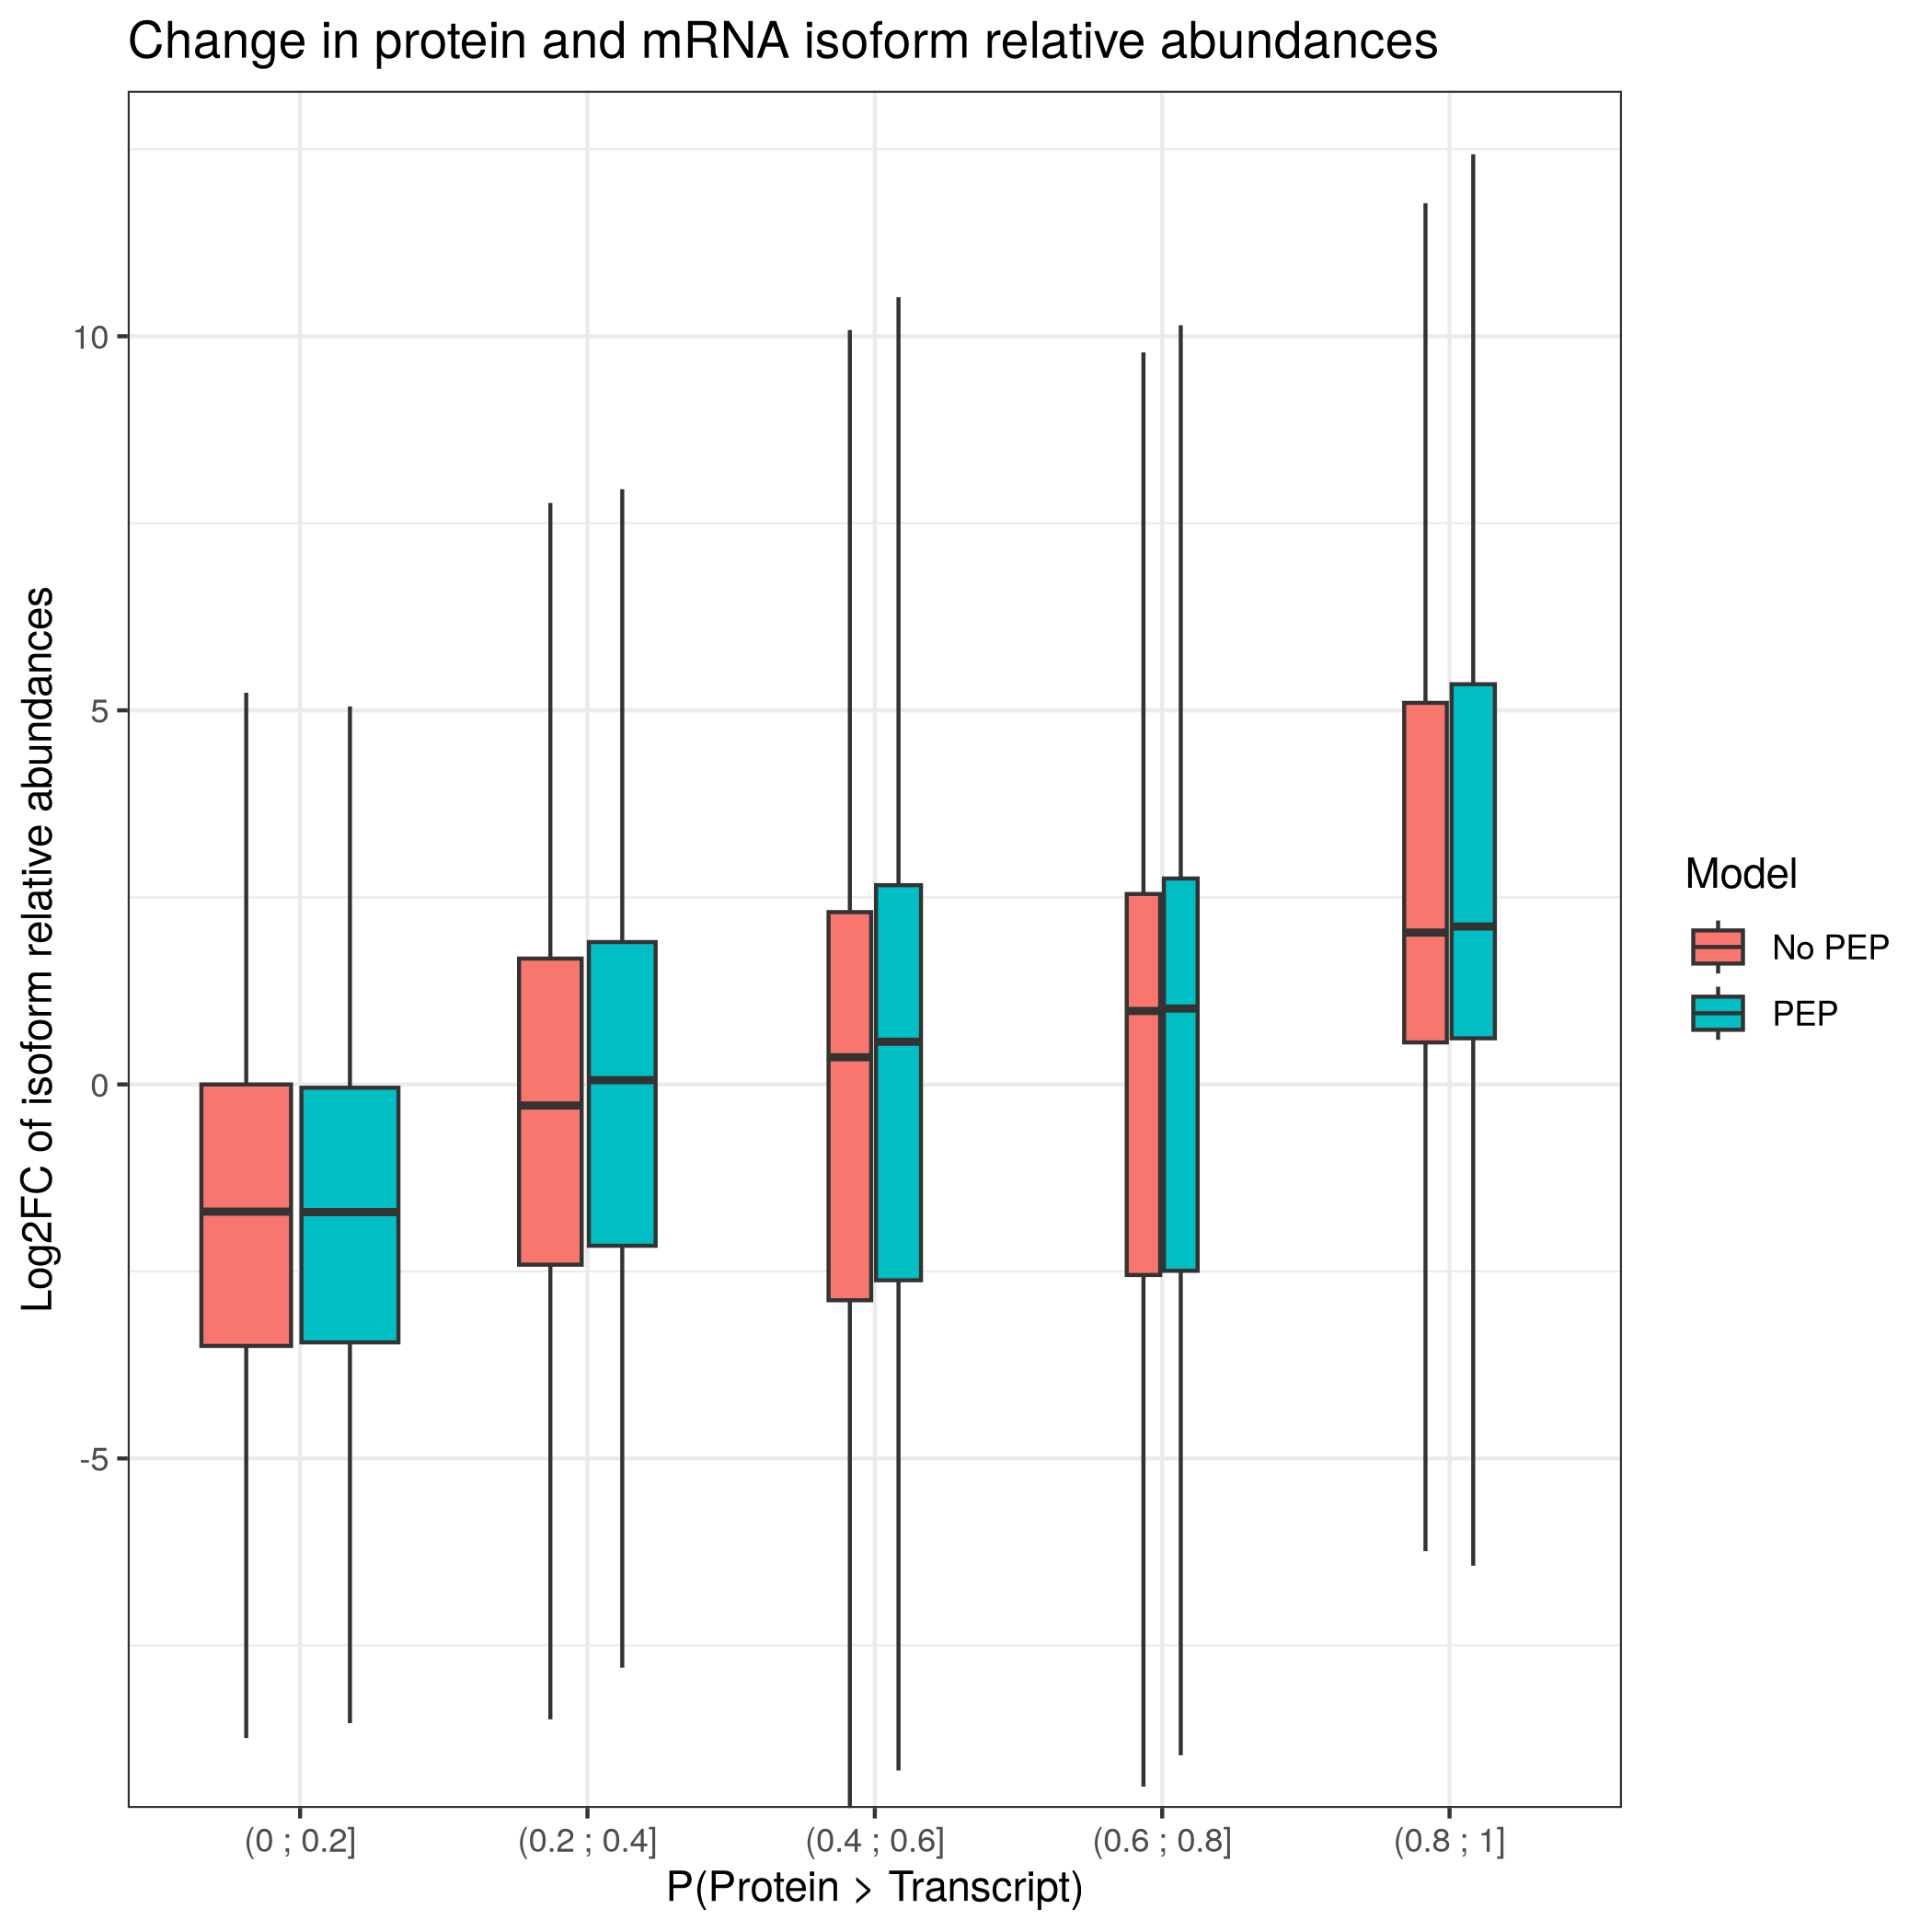 Change in protein and mRNA isoform relative abundances
Log2FC of isoform relative abundances
10
5
0
-5
(0 ; 0.2]
(0.2 ; 0.4]
(0.4 ; 0.6]
(0.6 ; 0.8]
(0.8 ; 1]
P(Protein > Transcript)
Model
No PEP
PEP